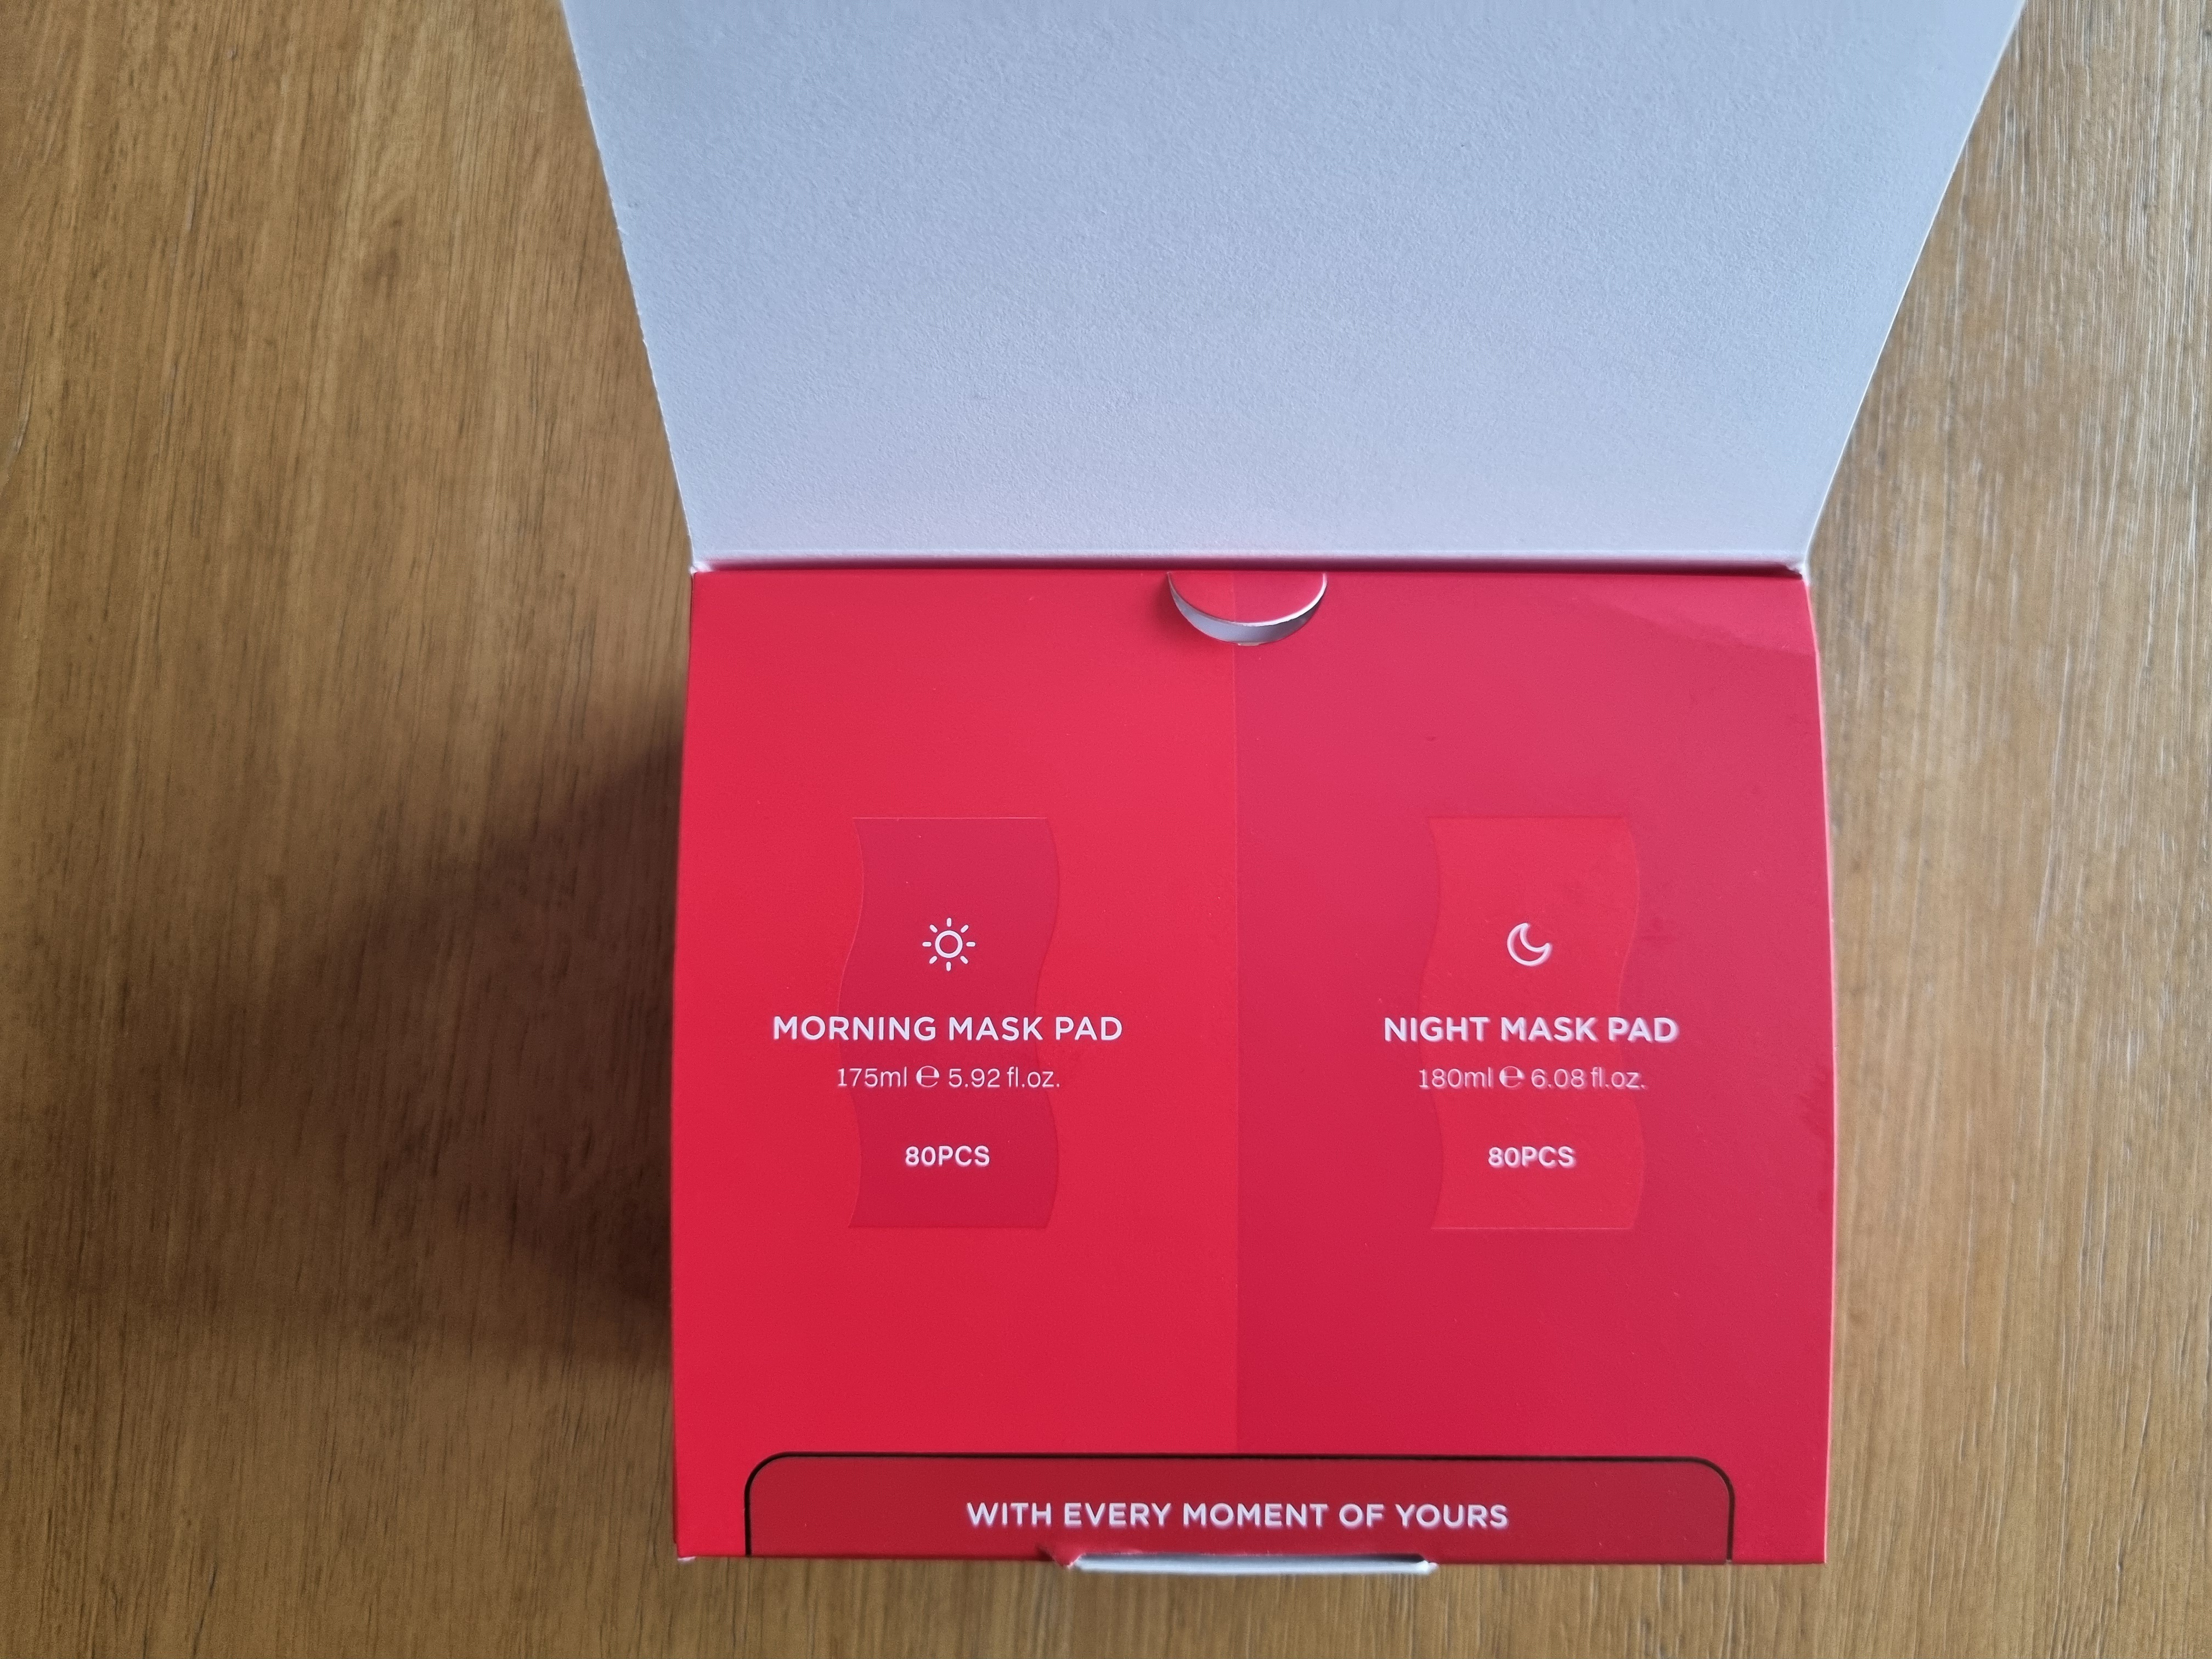 MORNING MASK PAD
175ml ℮ 5.92 fl.oz.
80PCS
NIGHT MASK PAD
180ml ℮ 6.08 fl.oz.
80PCS
WITH EVERY MOMENT OF YOURS